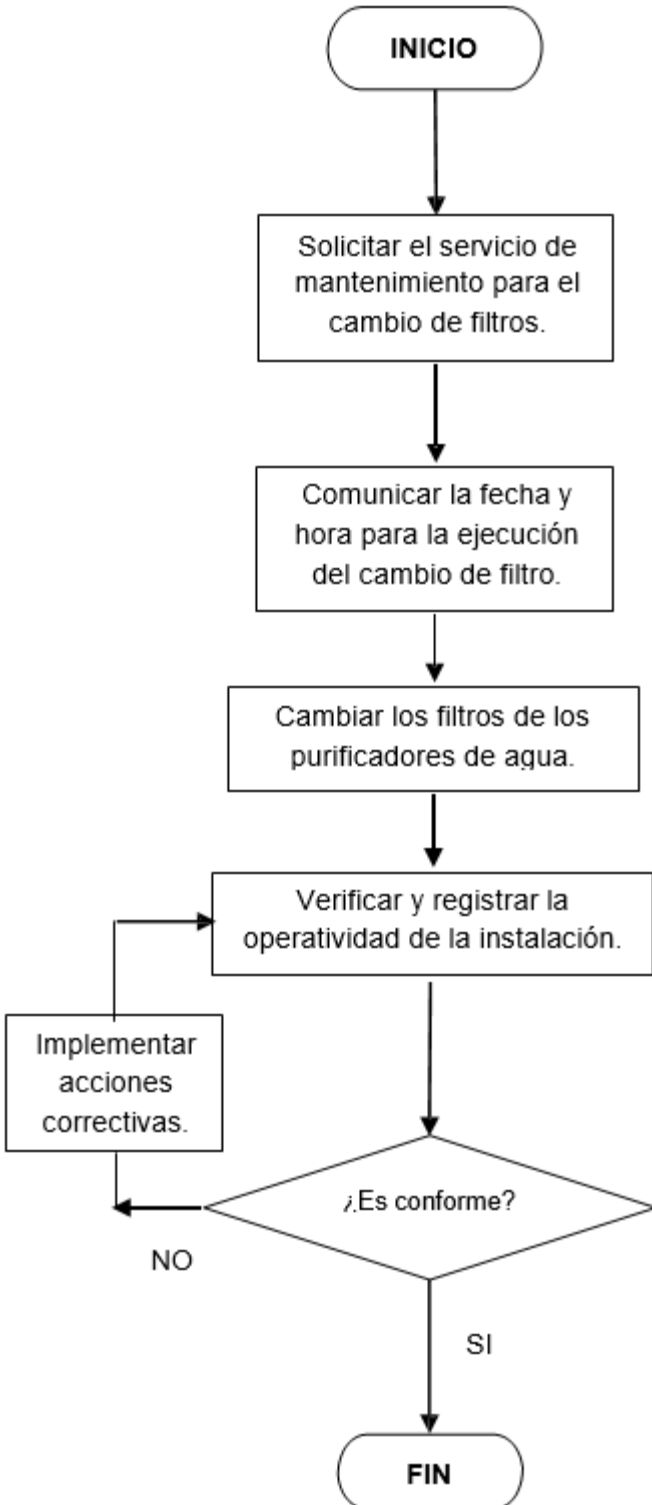 INICIO
Solicitar el servicio de
mantenimiento para el
cambio de filtros.
Comunicar la fecha y
hora para la ejecución
del cambio de filtro.
Cambiar los filtros de los
purificadores de agua.
Verificar y registrar la
operatividad de la instalación.
Implementar
acciones
correctivas.
¿Es conforme?
NO
SI
FIN